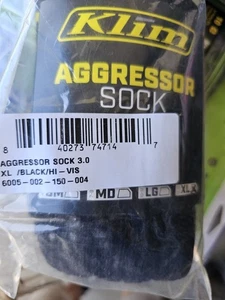 Klim
AGGRESSOR
SOCK
8 40273 74714 7
AGGRESSOR SOCK 3.0
XL /BLACK/HI-VIS
6005-002-150-004
SM MD LG XL